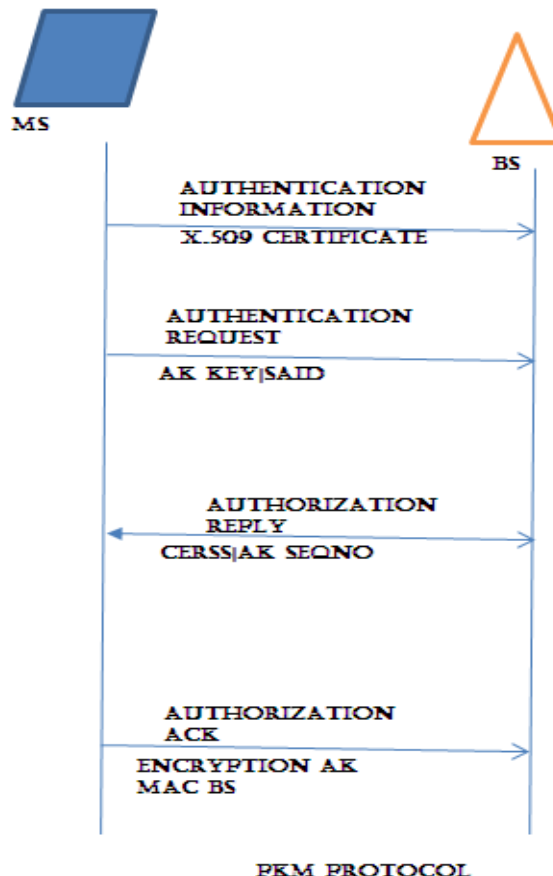 MS
BS
AUTHENTICATION
INFORMATION
X.509 CERTIFICATE
AUTHENTICATION
REQUEST
AK KEY|SAID
AUTHORIZATION
REPLY
CERSS|AK SEQNO
AUTHORIZATION
ACK
ENCRYPTION AK
MAC BS
PKM PROTOCOL